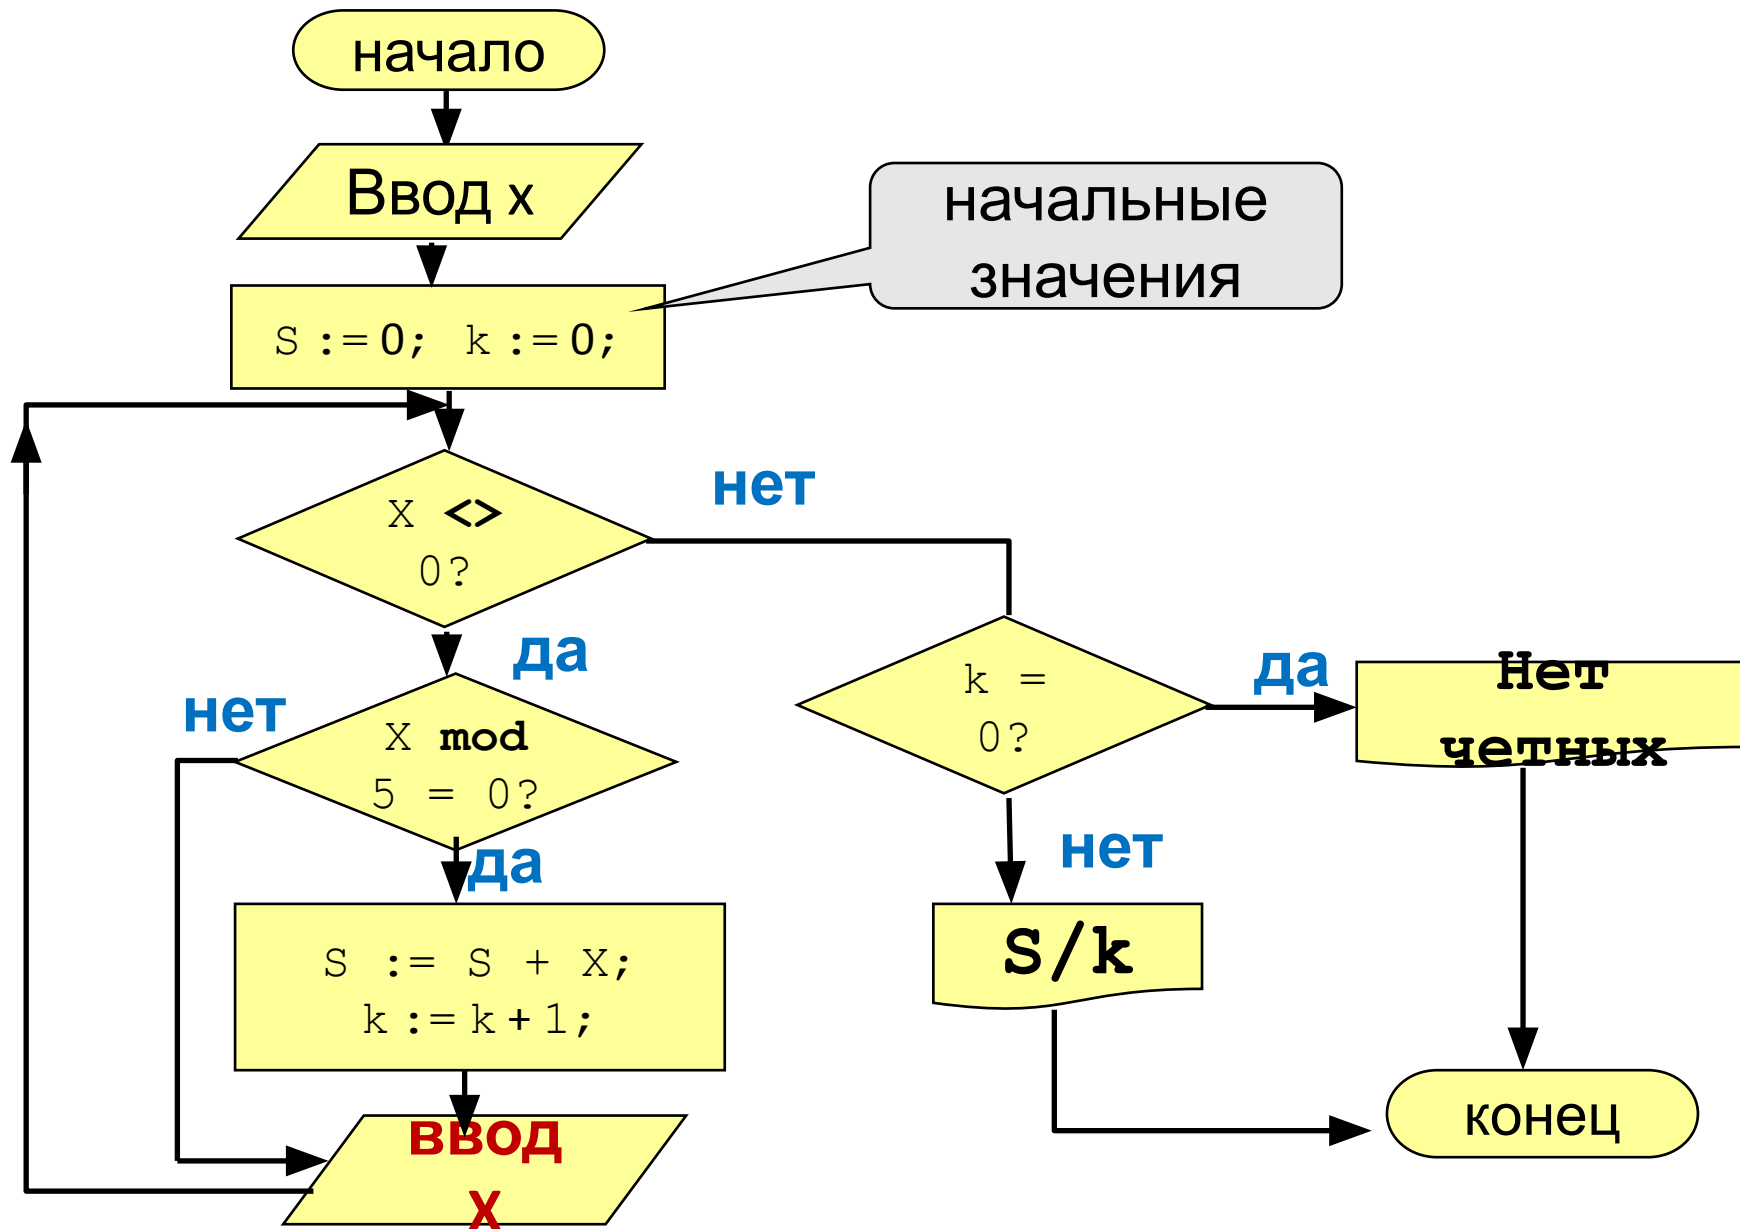 начало
Ввод x
начальные
значения
S := 0; k := 0;
X <>
0?
нет
да
k =
0?
да
Нет
четных
нет
X mod
5 = 0?
да
нет
S := S + X;
k := k + 1;
S/k
ввод
X
конец